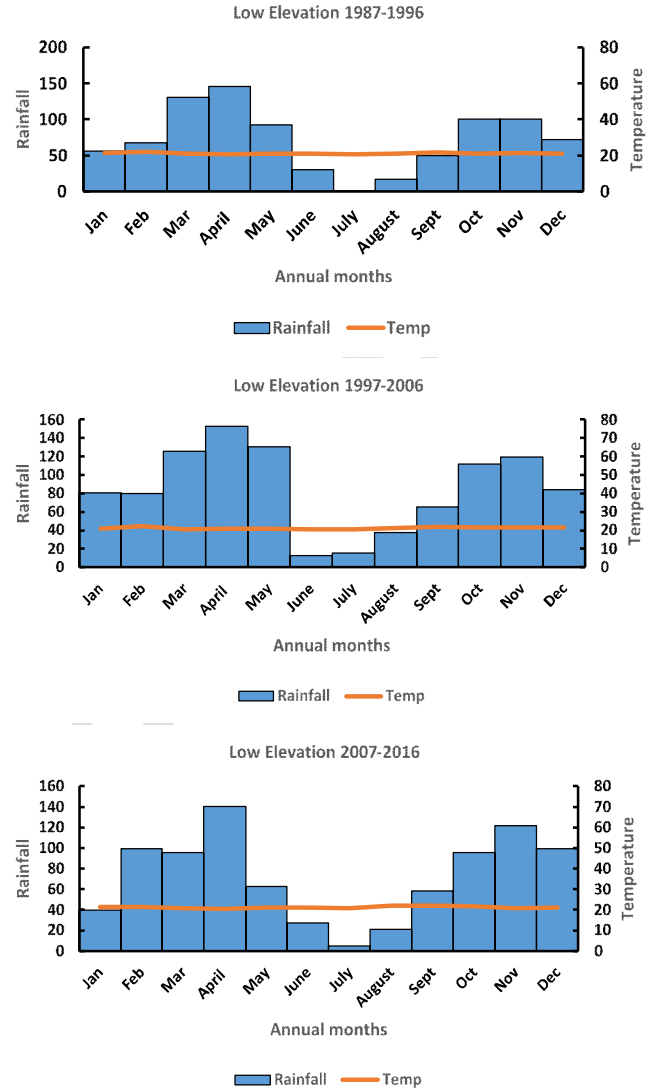 Low Elevation 1987-1996
200 80
150 60
100 40
50 20
0 0
Rainfall
Temperature
Jan Feb Mar April May June July August Sept Oct Nov Dec
Annual months
Rainfall Temp
Low Elevation 1997-2006
160 80
140 70
120 60
100 50
80 40
60 30
40 20
20 10
0 0
Rainfall
Temperature
Jan Feb Mar April May June July August Sept Oct Nov Dec
Annual months
Rainfall Temp
Low Elevation 2007-2016
160 80
140 70
120 60
100 50
80 40
60 30
40 20
20 10
0 0
Rainfall
Temperature
Jan Feb Mar April May June July August Sept Oct Nov Dec
Annual months
Rainfall Temp